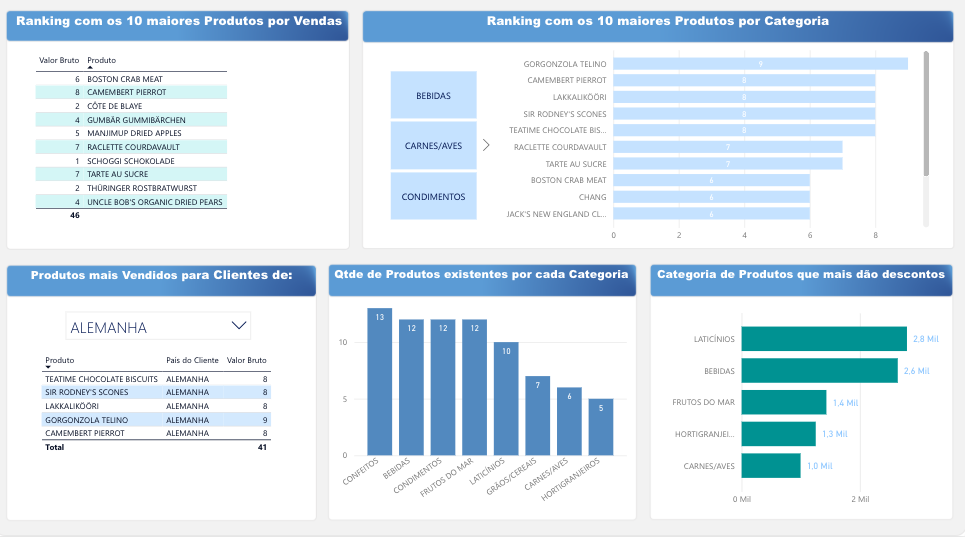 Ranking com os 10 maiores Produtos por Vendas
Valor Bruto Produto
6 BOSTON CRAB MEAT
8 CAMEMBERT PIERROT
2 CÔTE DE BLAYE
4 GUMBÄR GUMMIBÄRCHEN
5 MANJIMUP DRIED APPLES
7 RACLETTE COURDAVAULT
1 SCHOGGI SCHOKOLADE
7 TARTE AU SUCRE
2 THÜRINGER ROSTBRATWURST
4 UNCLE BOB'S ORGANIC DRIED PEARS
46
Ranking com os 10 maiores Produtos por Categoria
BEBIDAS
CARNES/AVES
CONDIMENTOS
GORGONZOLA TELINO 9
CAMEMBERT PIERROT 8
LAKKALIKÖÖRI 8
SIR RODNEY'S SCONES 8
TEATIME CHOCOLATE BIS... 8
RACLETTE COURDAVAULT 7
TARTE AU SUCRE 7
BOSTON CRAB MEAT 6
CHANG 6
JACK'S NEW ENGLAND CL... 6
0 2 4 6 8
Produtos mais Vendidos para Clientes de:
ALEMANHA
Produto País do Cliente Valor Bruto
TEATIME CHOCOLATE BISCUITS ALEMANHA 8
SIR RODNEY'S SCONES ALEMANHA 8
LAKKALIKÖÖRI ALEMANHA 8
GORGONZOLA TELINO ALEMANHA 9
CAMEMBERT PIERROT ALEMANHA 8
Total 41
Qtde de Produtos existentes por cada Categoria
10
5
0
13 12 12 12 10 7 6 5
CONFEITOS BEBIDAS CONDIMENTOS FRUTOS DO MAR LATICÍNIOS GRÃOS/CEREAIS CARNES/AVES HORTIGRANJEIROS
Categoria de Produtos que mais dão descontos
LATICÍNIOS 2,8 Mil
BEBIDAS 2,6 Mil
FRUTOS DO MAR 1,4 Mil
HORTIGRANJEI... 1,3 Mil
CARNES/AVES 1,0 Mil
0 Mil 2 Mil